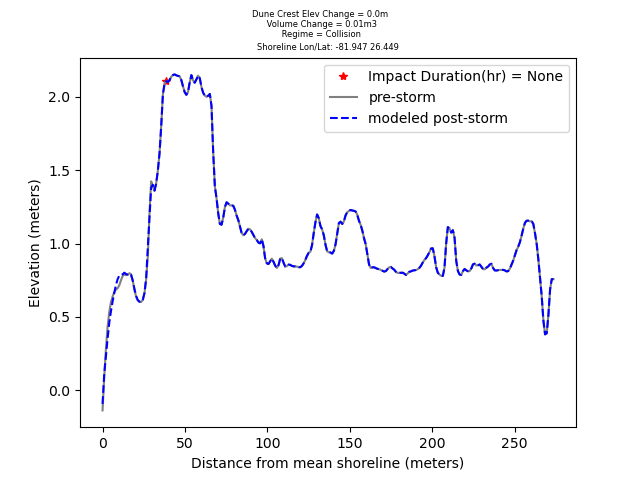 Dune Crest Elev Change = 0.0m
Volume Change = 0.01m3
Regime = Collision
Shoreline Lon/Lat: -81.947 26.449
Impact Duration(hr) = None
pre-storm
modeled post-storm
2.0
1.5
1.0
0.5
0.0
Elevation (meters)
0
50
100
150
200
250
Distance from mean shoreline (meters)